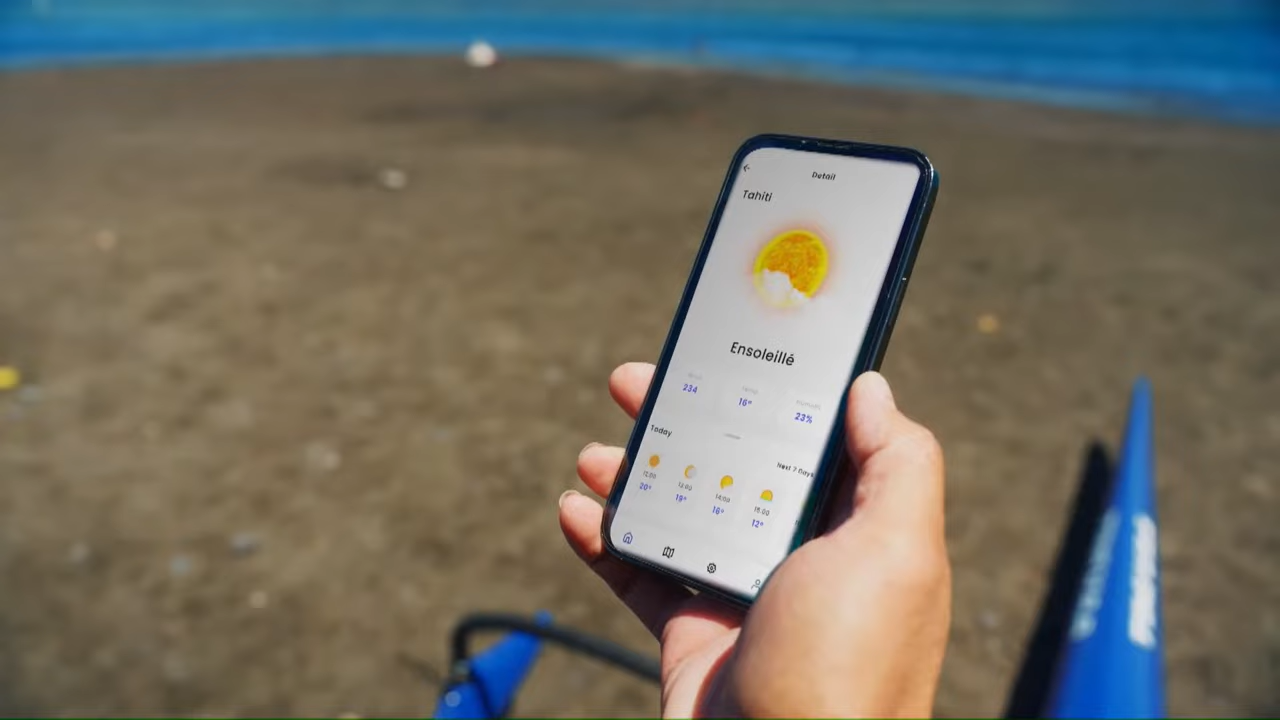 Detail
Tahiti
Ensoleillé
234
16°
23%
Today
Next 7 Days
12:00
13:00
14:00
15:00
20°
19°
16°
12°